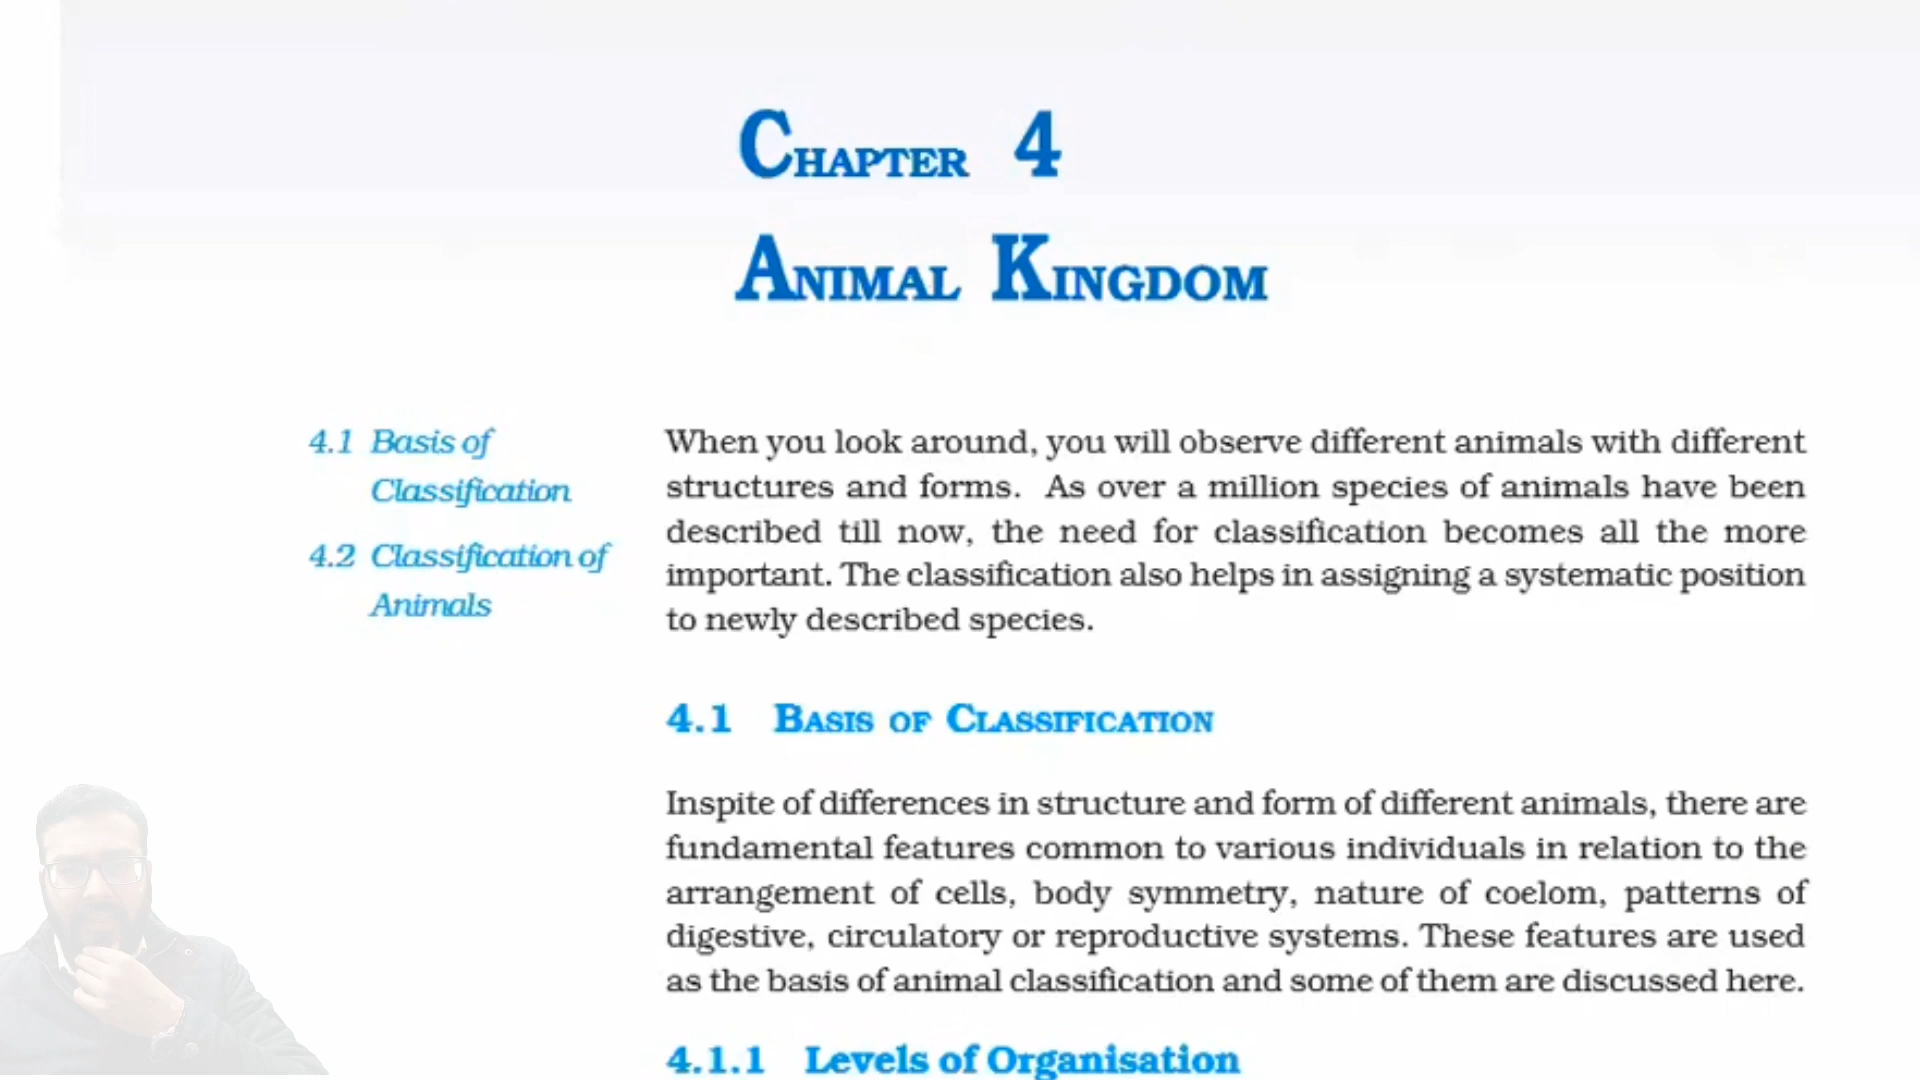 CHAPTER 4
ANIMAL KINGDOM
4.1 Basis of
Classification
4.2 Classification of
Animals
When you look around, you will observe different animals with different
structures and forms. As over a million species of animals have been
described till now, the need for classification becomes all the more
important. The classification also helps in assigning a systematic position
to newly described species.
4.1 BASIS OF CLASSIFICATION
Inspite of differences in structure and form of different animals, there are
fundamental features common to various individuals in relation to the
arrangement of cells, body symmetry, nature of coelom, patterns of
digestive, circulatory or reproductive systems. These features are used
as the basis of animal classification and some of them are discussed here.
4.1.1 Levels of Organisation